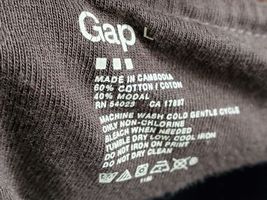 Gap L
MADE IN CAMBODIA
60% COTTON / COTON
40% MODAL
RN 54023 CA 17897
MACHINE WASH COLD GENTLE CYCLE
ONLY NON-CHLORINE
BLEACH WHEN NEEDED
TUMBLE DRY LOW, COOL IRON
DO NOT IRON ON PRINT
DO NOT DRY CLEAN